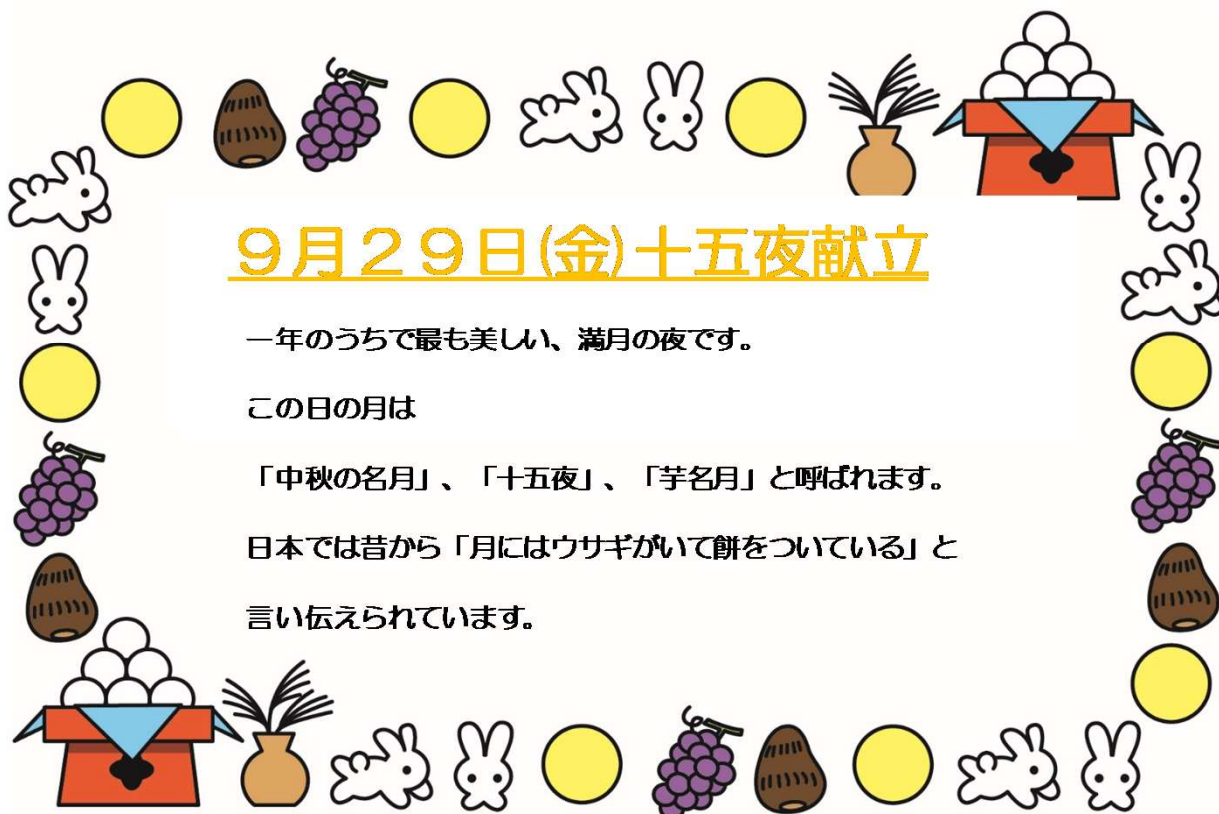 ９月２９日(金)十五夜献立
一年のうちで最も美しい、満月の夜です。
この日の月は
「中秋の名月」、「十五夜」、「芋名月」と呼ばれます。
日本では昔から「月にはウサギがいて餅をついている」と
言い伝えられています。